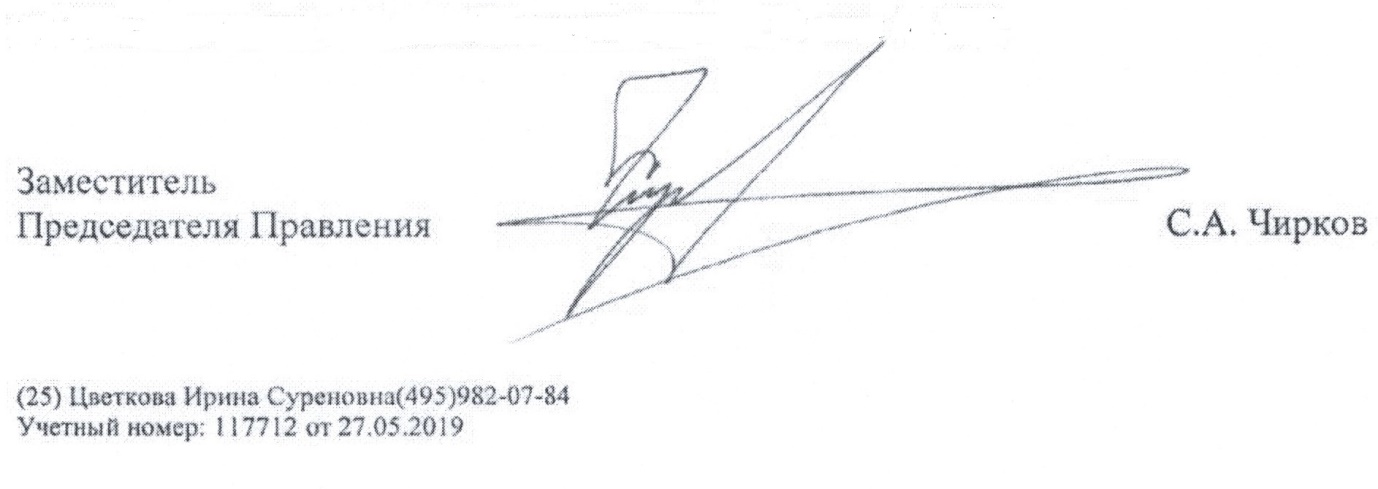 Заместитель
Председателя Правления
С.А. Чирков
(25) Цветкова Ирина Суреновна(495)982-07-84
Учетный номер: 117712 от 27.05.2019